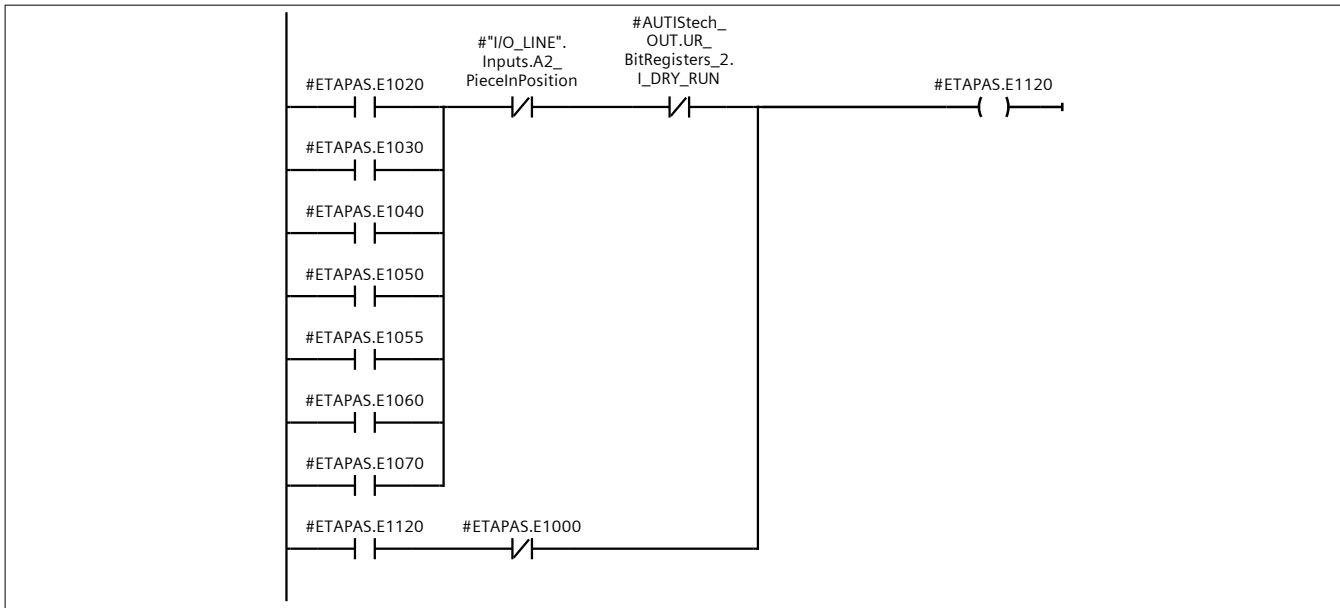 #AUTIStech_
OUT.UR_
BitRegisters_2.
I_DRY_RUN
#"I/O_LINE".
Inputs.A2_
PieceInPosition
#ETAPAS.E1020
#ETAPAS.E1120
#ETAPAS.E1030
#ETAPAS.E1040
#ETAPAS.E1050
#ETAPAS.E1055
#ETAPAS.E1060
#ETAPAS.E1070
#ETAPAS.E1120
#ETAPAS.E1000